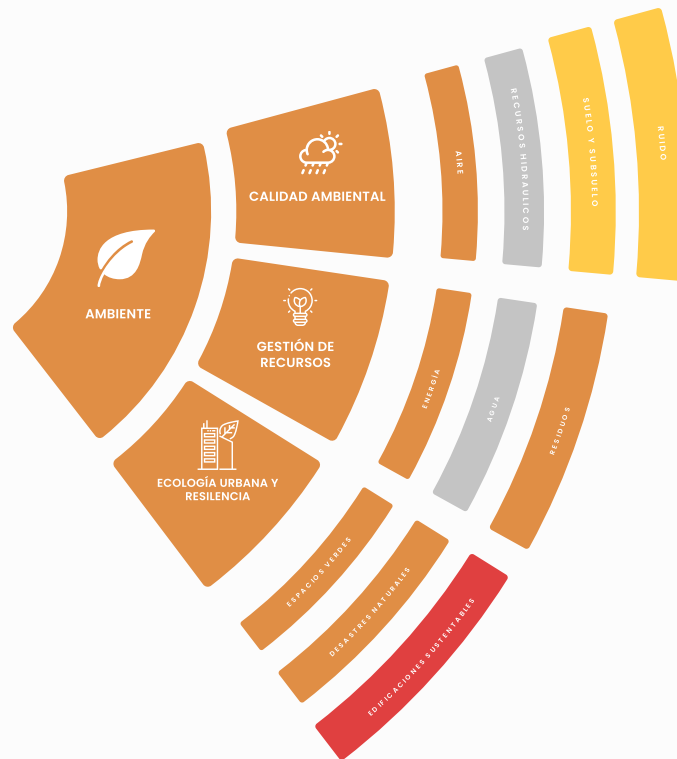 AMBIENTE
CALIDAD AMBIENTAL
AIRE
RECURSOS HIDRAULICOS
SUELO Y SUBSUELO
RUIDO
GESTIÓN DE
RECURSOS
ENERGÍA
AGUA
RESIDUOS
ECOLOGÍA URBANA Y
RESILENCIA
ESPACIOS VERDES
DESASTRES NATURALES
EDIFICACIONES SUSTENTABLES